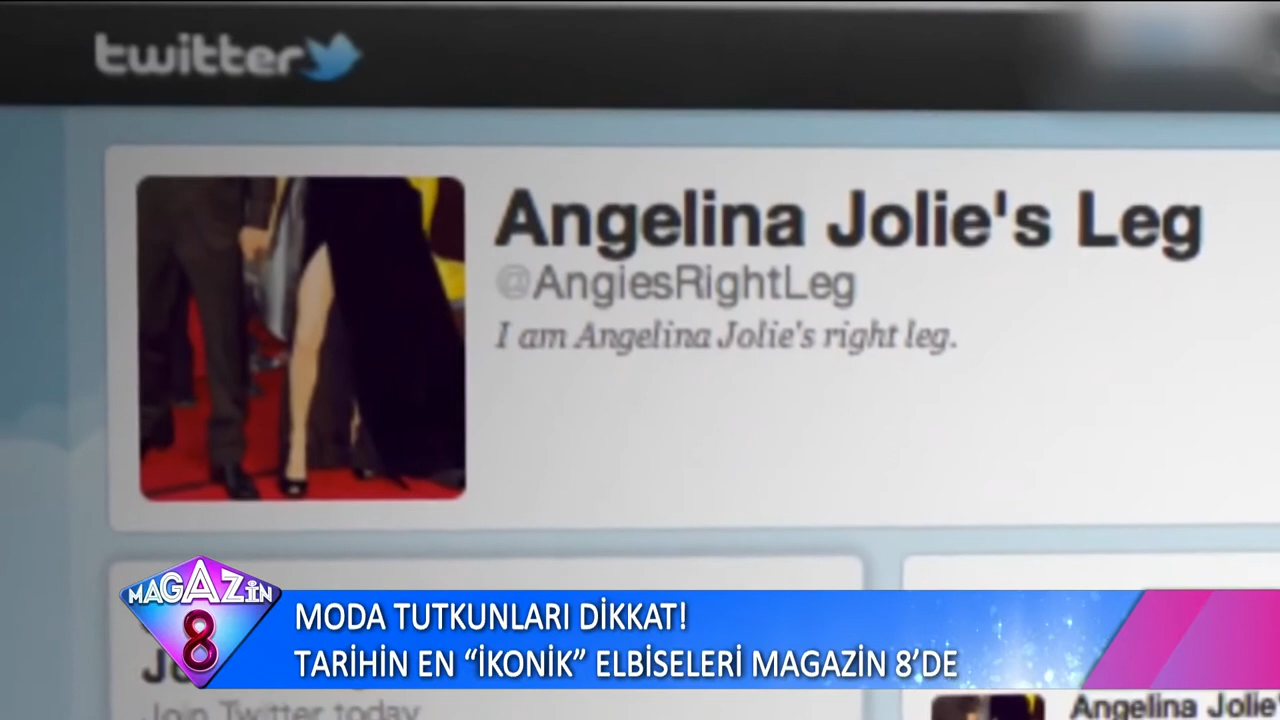 twitter
Angelina Jolie's Leg
@AngiesRightLeg
I am Angelina Jolie's right leg.
MAGAZİN
8
MODA TUTKUNLARI DİKKAT!
TARİHİN EN “İKONİK” ELBİSELERİ MAGAZİN 8’DE
Join Twitter today
Angelina Jolie'